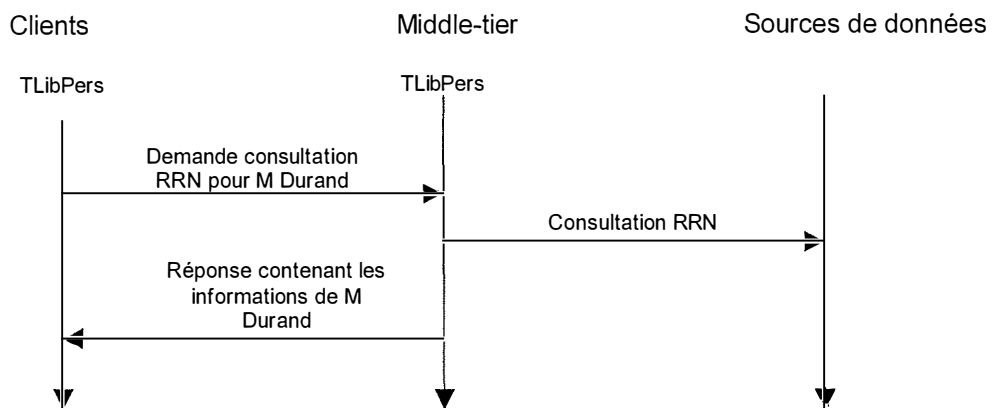 Clients
Middle-tier
Sources de données
TLibPers
TLibPers
Demande consultation
RRN pour M Durand
Consultation RRN
Réponse contenant les
informations de M
Durand